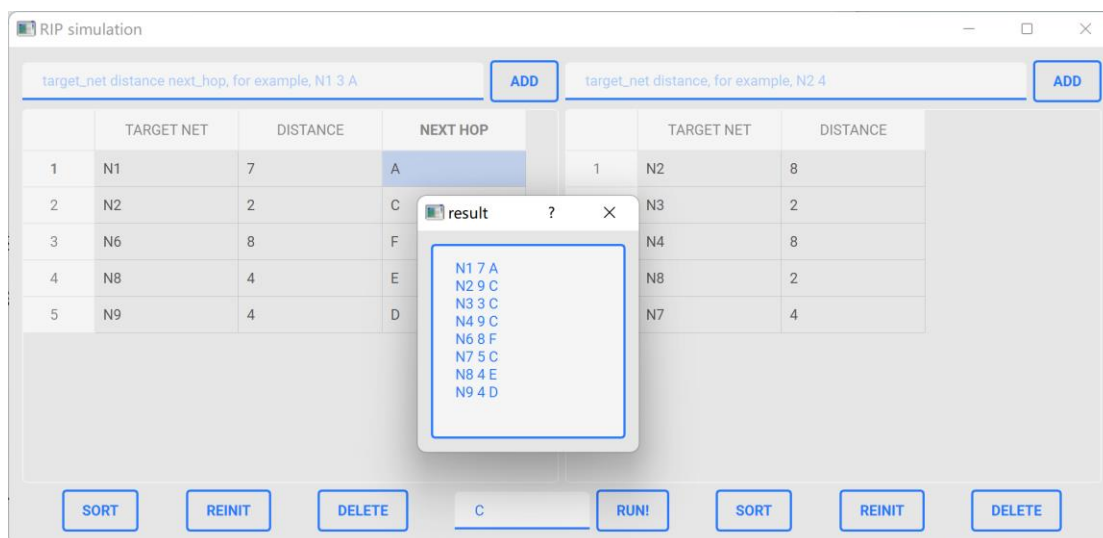 RIP simulation
target_net distance next_hop, for example, N1 3 A
ADD
target_net distance, for example, N2 4
ADD
TARGET NET DISTANCE NEXT HOP
1 N1 7 A
2 N2 2 C
3 N6 8 F
4 N8 4 E
5 N9 4 D
TARGET NET DISTANCE
1 N2 8
N3 2
N4 8
N8 2
N7 4
result ?
N1 7 A
N2 9 C
N3 3 C
N4 9 C
N6 8 F
N7 5 C
N8 4 E
N9 4 D
SORT REINIT DELETE C RUN! SORT REINIT DELETE